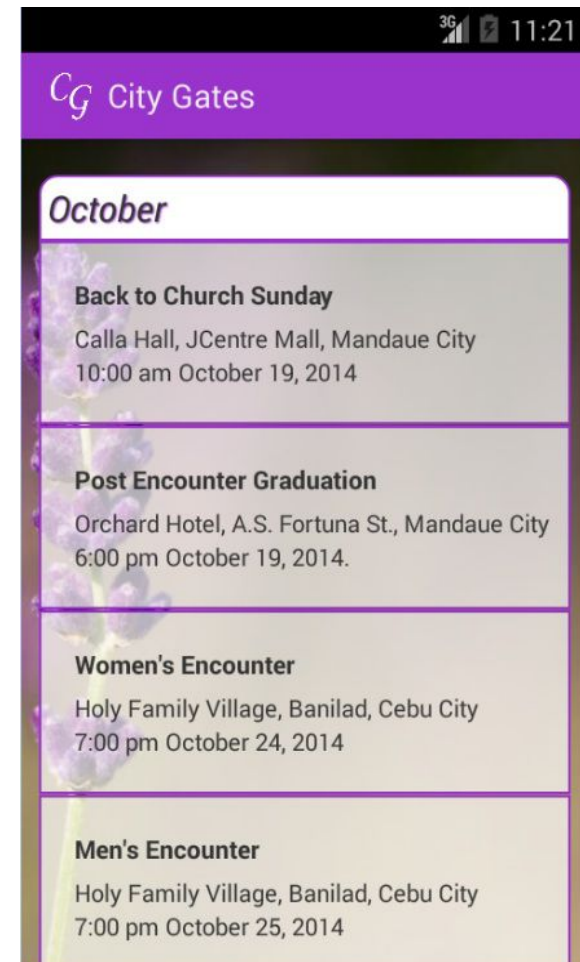 3G 11:21
CG City Gates
October
Back to Church Sunday
Calla Hall, JCentre Mall, Mandaue City
10:00 am October 19, 2014
Post Encounter Graduation
Orchard Hotel, A.S. Fortuna St., Mandaue City
6:00 pm October 19, 2014.
Women's Encounter
Holy Family Village, Banilad, Cebu City
7:00 pm October 24, 2014
Men's Encounter
Holy Family Village, Banilad, Cebu City
7:00 pm October 25, 2014